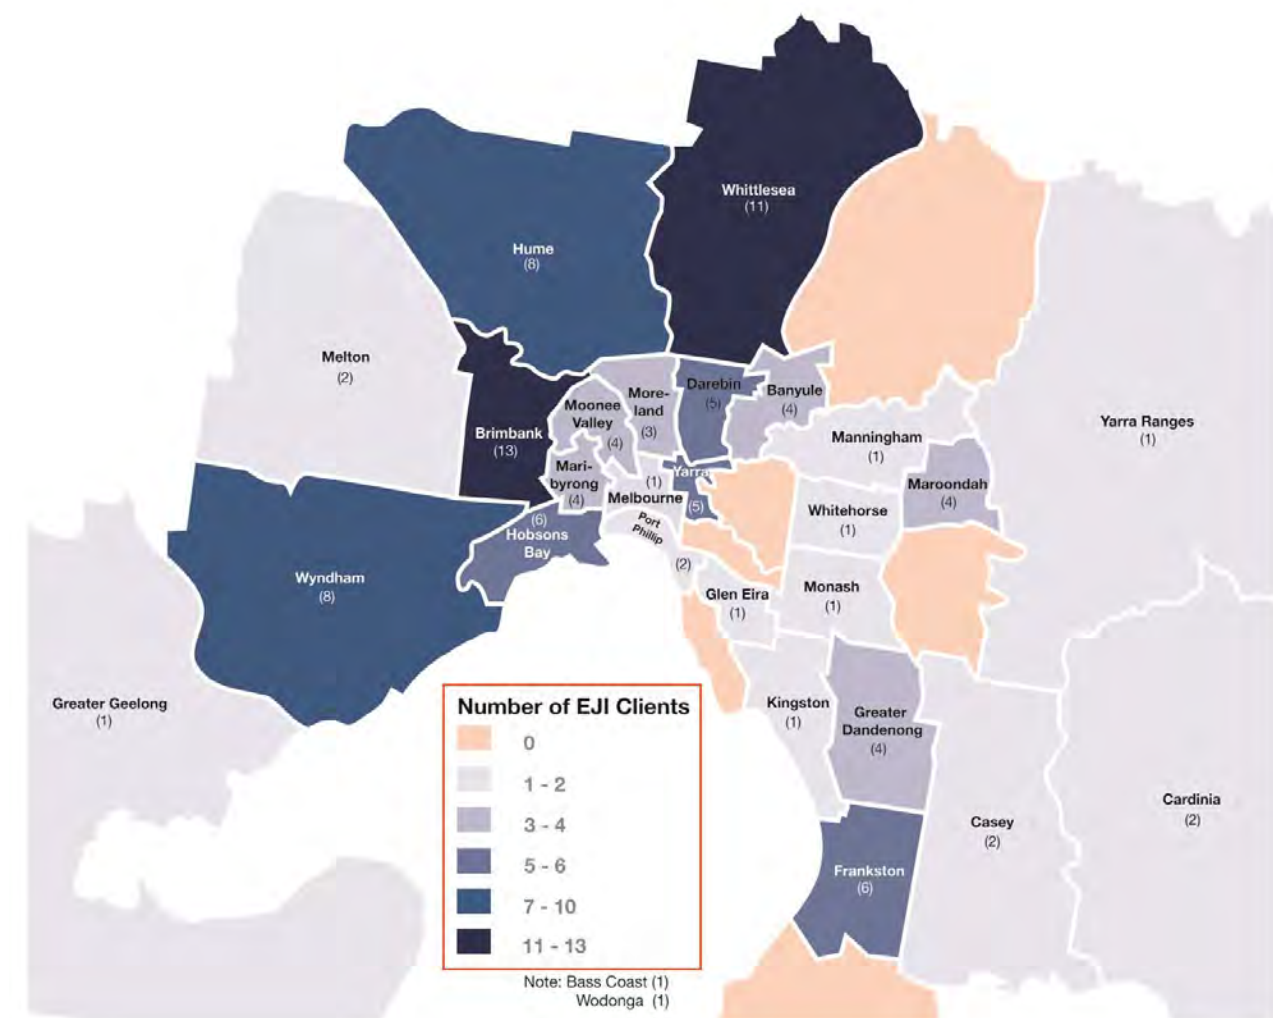 Whittlesea
(11)
Hume
(8)
Melton
(2)
Brimbank
(13)
Moonee
Valley
(4)
More-
land
(3)
Darebin
(5)
Banyule
(4)
Manningham
(1)
Yarra Ranges
(1)
Mari-
byrong
(4)
(1)
Melbourne
Yarra
(5)
Maroondah
(4)
Whitehorse
(1)
(6)
Hobsons
Bay
Port
Phillip
(2)
Wyndham
(8)
Glen Eira
(1)
Monash
(1)
Greater Geelong
(1)
Kingston
(1)
Greater
Dandenong
(4)
Casey
(2)
Cardinia
(2)
Frankston
(6)
Number of EJI Clients
0
1 - 2
3 - 4
5 - 6
7 - 10
11 - 13
Note: Bass Coast (1)
Wodonga (1)